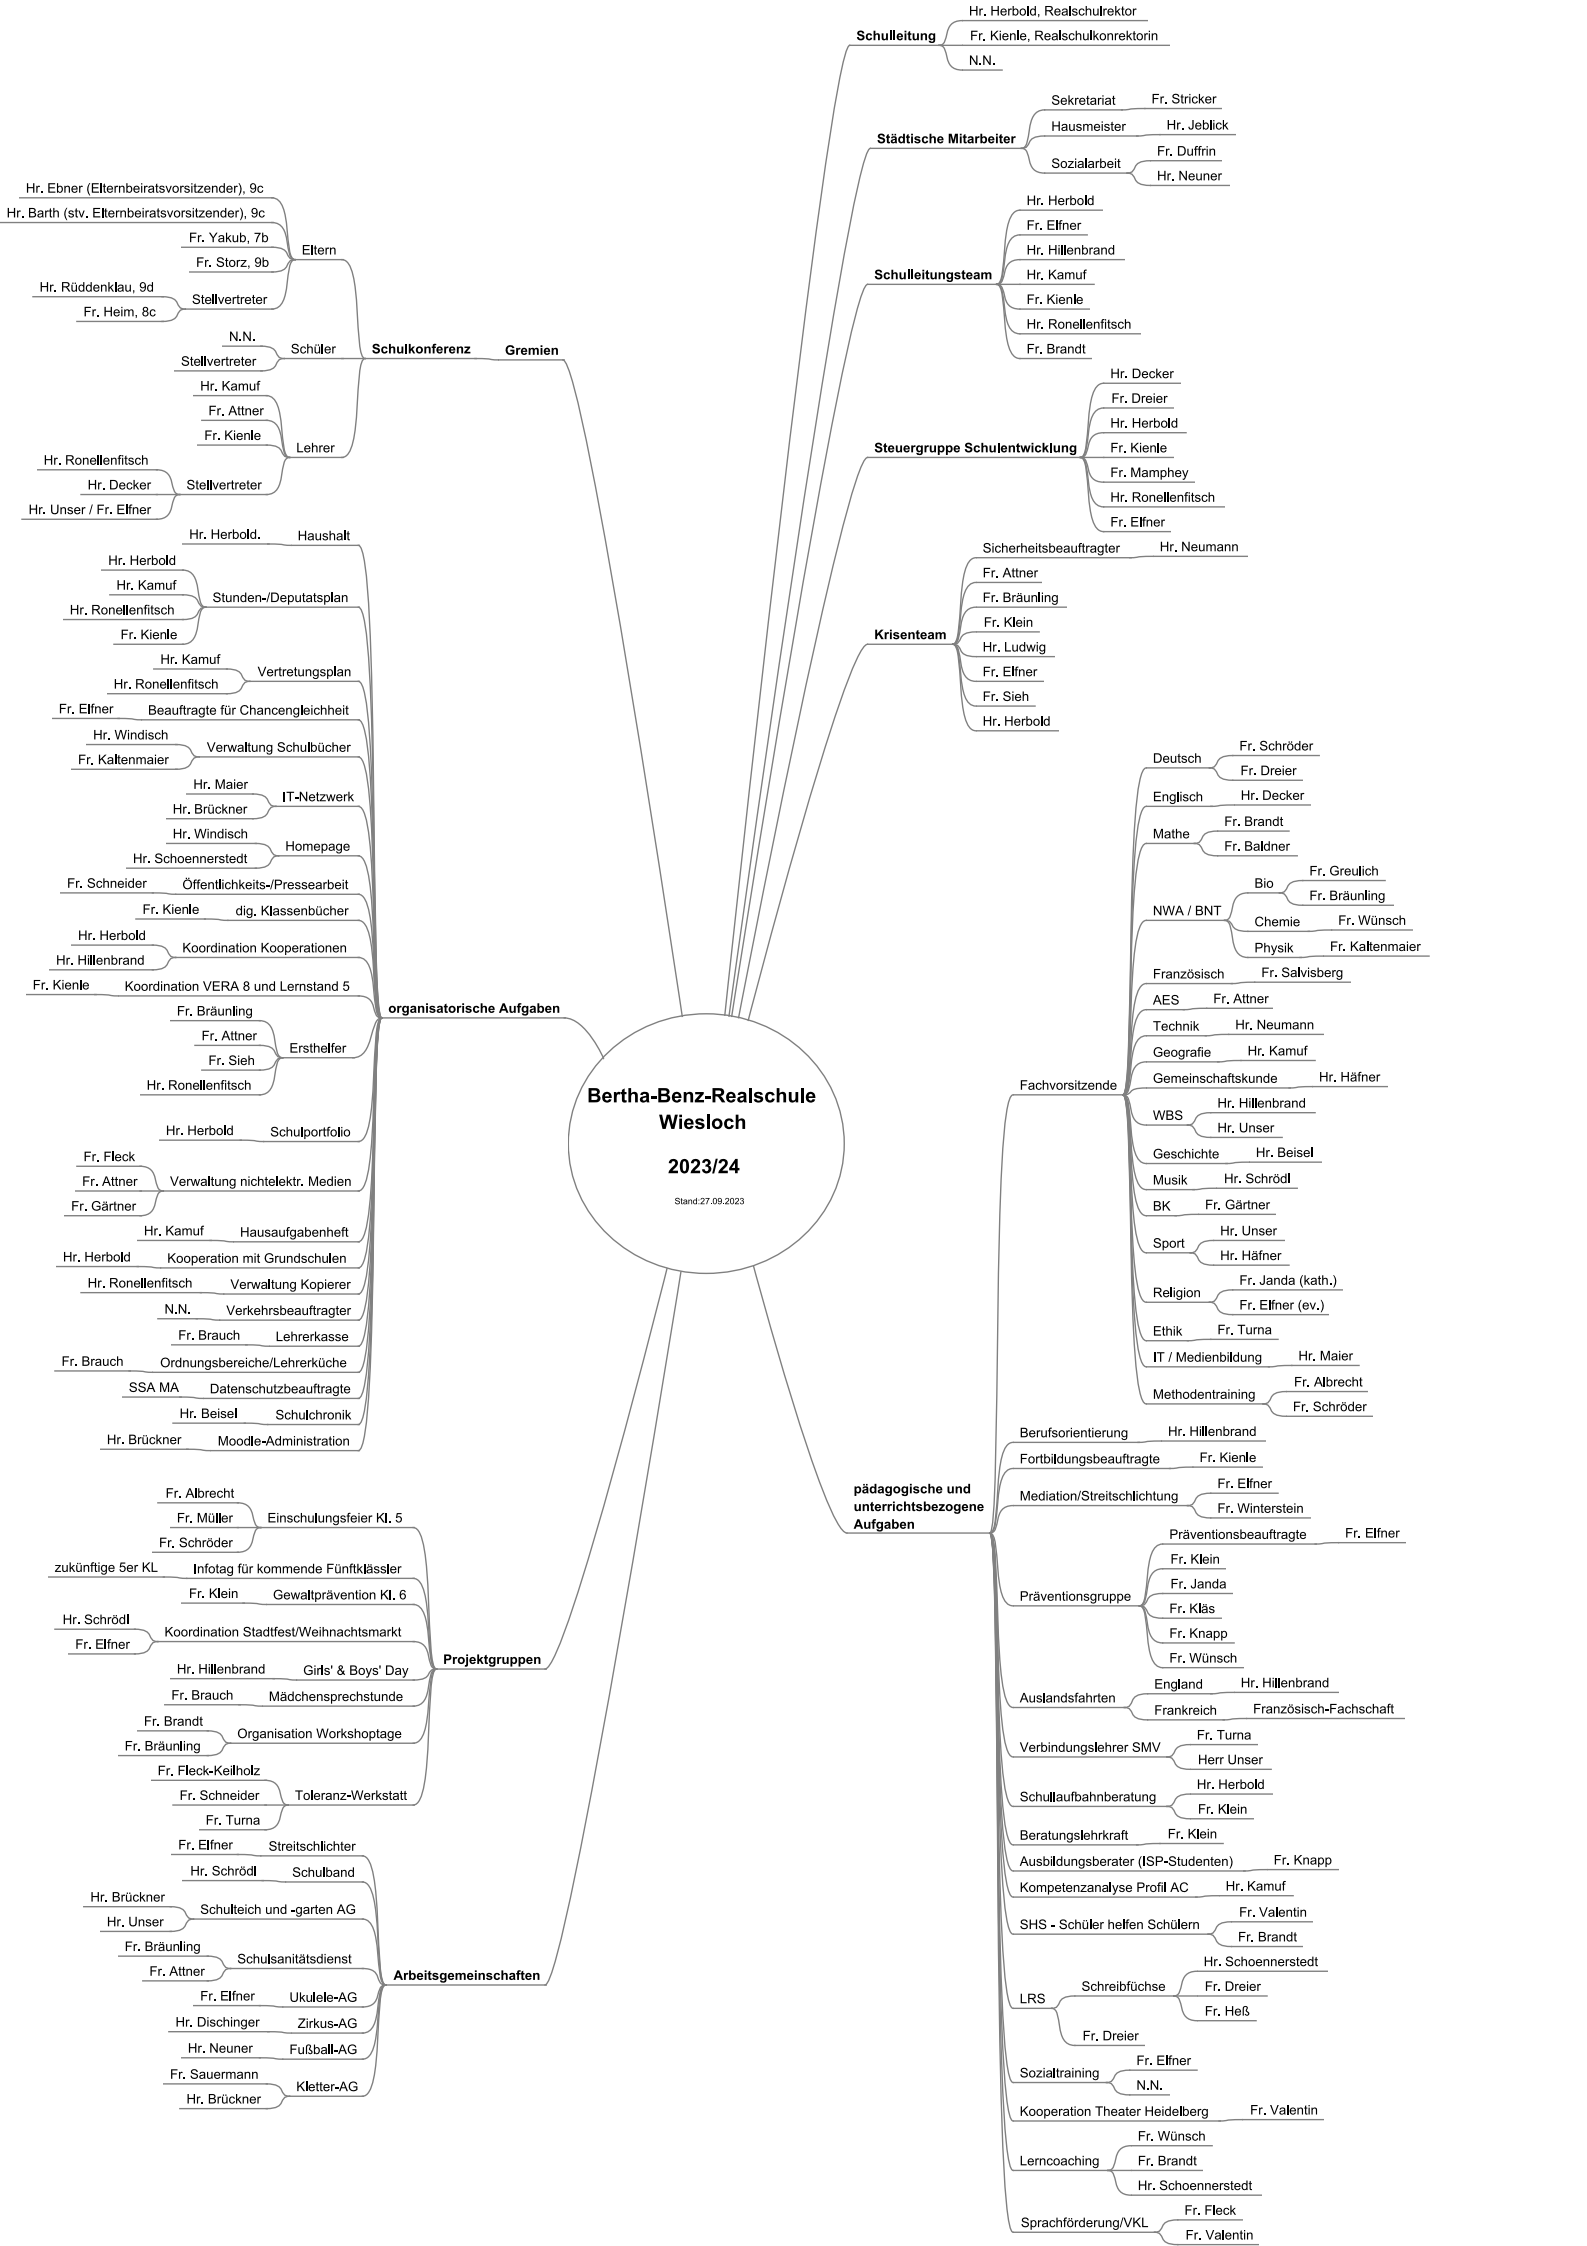 Bertha-Benz-Realschule
Wiesloch
2023/24
Stand:27.09.2023
Schulleitung
Hr. Herbold, Realschulrektor
Fr. Kienle, Realschulkonrektorin
N.N.
Städtische Mitarbeiter
Sekretariat
Fr. Stricker
Hausmeister
Hr. Jeblick
Sozialarbeit
Fr. Duffrin
Hr. Neuner
Schulleitungsteam
Hr. Herbold
Fr. Elfner
Hr. Hillenbrand
Hr. Kamuf
Fr. Kienle
Hr. Ronellenfitsch
Fr. Brandt
Steuergruppe Schulentwicklung
Hr. Decker
Fr. Dreier
Hr. Herbold
Fr. Kienle
Fr. Mamphey
Hr. Ronellenfitsch
Fr. Elfner
Krisenteam
Sicherheitsbeauftragter
Hr. Neumann
Fr. Attner
Fr. Bräunling
Fr. Klein
Hr. Ludwig
Fr. Elfner
Fr. Sieh
Hr. Herbold
pädagogische und
unterrichtsbezogene
Aufgaben
Fachvorsitzende
Deutsch
Fr. Schröder
Fr. Dreier
Englisch
Hr. Decker
Mathe
Fr. Brandt
Fr. Baldner
NWA / BNT
Bio
Fr. Greulich
Fr. Bräunling
Chemie
Fr. Wünsch
Physik
Fr. Kaltenmaier
Französisch
Fr. Salvisberg
AES
Fr. Attner
Technik
Hr. Neumann
Geografie
Hr. Kamuf
Gemeinschaftskunde
Hr. Häfner
WBS
Hr. Hillenbrand
Hr. Unser
Geschichte
Hr. Beisel
Musik
Hr. Schrödl
BK
Fr. Gärtner
Sport
Hr. Unser
Hr. Häfner
Religion
Fr. Janda (kath.)
Fr. Elfner (ev.)
Ethik
Fr. Turna
IT / Medienbildung
Hr. Maier
Methodentraining
Fr. Albrecht
Fr. Schröder
Berufsorientierung
Hr. Hillenbrand
Fortbildungsbeauftragte
Fr. Kienle
Mediation/Streitschlichtung
Fr. Elfner
Fr. Winterstein
Präventionsgruppe
Präventionsbeauftragte
Fr. Elfner
Fr. Klein
Fr. Janda
Fr. Kläs
Fr. Knapp
Fr. Wünsch
Auslandsfahrten
England
Hr. Hillenbrand
Frankreich
Französisch-Fachschaft
Verbindungslehrer SMV
Fr. Turna
Herr Unser
Schullaufbahnberatung
Hr. Herbold
Fr. Klein
Beratungslehrkraft
Fr. Klein
Ausbildungsberater (ISP-Studenten)
Fr. Knapp
Kompetenzanalyse Profil AC
Hr. Kamuf
SHS - Schüler helfen Schülern
Fr. Valentin
Fr. Brandt
LRS
Schreibfüchse
Hr. Schoennerstedt
Fr. Dreier
Fr. Heß
Fr. Dreier
Sozialtraining
Fr. Elfner
N.N.
Kooperation Theater Heidelberg
Fr. Valentin
Lerncoaching
Fr. Wünsch
Fr. Brandt
Hr. Schoennerstedt
Sprachförderung/VKL
Fr. Fleck
Fr. Valentin
Gremien
Schulkonferenz
Eltern
Hr. Ebner (Elternbeiratsvorsitzender), 9c
Hr. Barth (stv. Elternbeiratsvorsitzender), 9c
Fr. Yakub, 7b
Fr. Storz, 9b
Stellvertreter
Hr. Rüddenklau, 9d
Fr. Heim, 8c
Schüler
N.N.
Stellvertreter
Lehrer
Hr. Kamuf
Fr. Attner
Fr. Kienle
Stellvertreter
Hr. Ronellenfitsch
Hr. Decker
Hr. Unser / Fr. Elfner
organisatorische Aufgaben
Haushalt
Hr. Herbold.
Stunden-/Deputatsplan
Hr. Herbold
Hr. Kamuf
Hr. Ronellenfitsch
Fr. Kienle
Vertretungsplan
Hr. Kamuf
Hr. Ronellenfitsch
Beauftragte für Chancengleichheit
Fr. Elfner
Verwaltung Schulbücher
Hr. Windisch
Fr. Kaltenmaier
IT-Netzwerk
Hr. Maier
Hr. Brückner
Homepage
Hr. Windisch
Hr. Schoennerstedt
Öffentlichkeits-/Pressearbeit
Fr. Schneider
dig. Klassenbücher
Fr. Kienle
Koordination Kooperationen
Hr. Herbold
Hr. Hillenbrand
Koordination VERA 8 und Lernstand 5
Fr. Kienle
Ersthelfer
Fr. Bräunling
Fr. Attner
Fr. Sieh
Hr. Ronellenfitsch
Schulportfolio
Hr. Herbold
Verwaltung nichtelektr. Medien
Fr. Fleck
Fr. Attner
Fr. Gärtner
Hausaufgabenheft
Hr. Kamuf
Kooperation mit Grundschulen
Hr. Herbold
Verwaltung Kopierer
Hr. Ronellenfitsch
Verkehrsbeauftragter
N.N.
Lehrerkasse
Fr. Brauch
Ordnungsbereiche/Lehrerküche
Fr. Brauch
Datenschutzbeauftragte
SSA MA
Schulchronik
Hr. Beisel
Moodle-Administration
Hr. Brückner
Projektgruppen
Einschulungsfeier Kl. 5
Fr. Albrecht
Fr. Müller
Fr. Schröder
Infotag für kommende Fünftklässler
zukünftige 5er KL
Gewaltprävention Kl. 6
Fr. Klein
Koordination Stadtfest/Weihnachtsmarkt
Hr. Schrödl
Fr. Elfner
Girls' & Boys' Day
Hr. Hillenbrand
Mädchensprechstunde
Fr. Brauch
Organisation Workshoptage
Fr. Brandt
Fr. Bräunling
Toleranz-Werkstatt
Fr. Fleck-Keilholz
Fr. Schneider
Fr. Turna
Arbeitsgemeinschaften
Streitschlichter
Fr. Elfner
Schulband
Hr. Schrödl
Schulteich und -garten AG
Hr. Brückner
Hr. Unser
Schulsanitätsdienst
Fr. Bräunling
Fr. Attner
Ukulele-AG
Fr. Elfner
Zirkus-AG
Hr. Dischinger
Fußball-AG
Hr. Neuner
Kletter-AG
Fr. Sauermann
Hr. Brückner